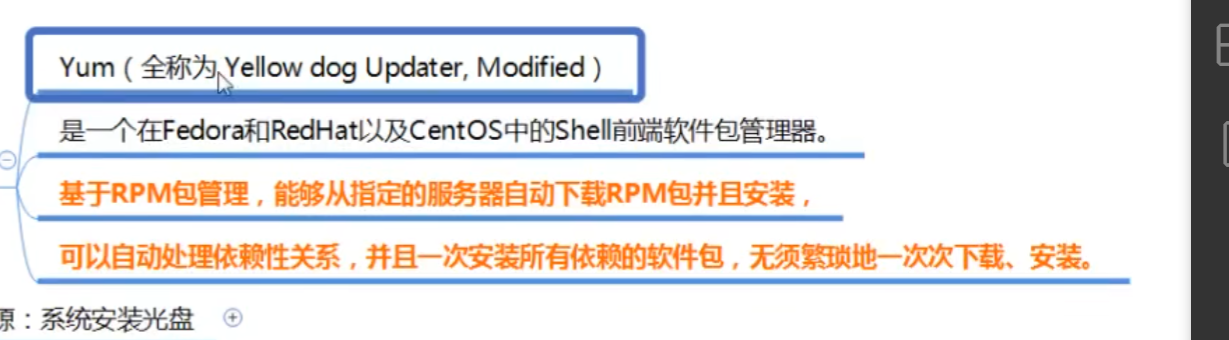 Yum（全称为 Yellow dog Updater, Modified）
是一个在Fedora和RedHat以及CentOS中的Shell前端软件包管理器。
基于RPM包管理，能够从指定的服务器自动下载RPM包并且安装，
可以自动处理依赖性关系，并且一次安装所有依赖的软件包，无须繁琐地一次次下载、安装。
源：系统安装光盘